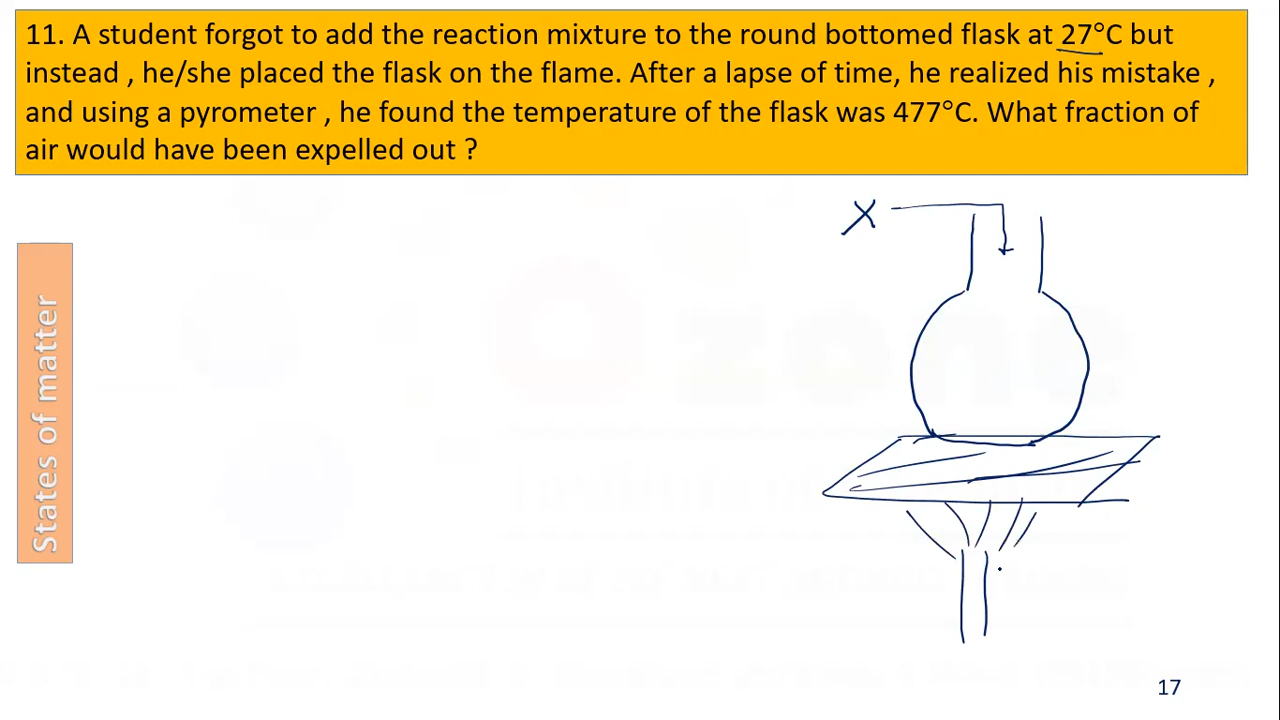 11. A student forgot to add the reaction mixture to the round bottomed flask at 27°C but
instead , he/she placed the flask on the flame. After a lapse of time, he realized his mistake ,
and using a pyrometer , he found the temperature of the flask was 477°C. What fraction of
air would have been expelled out ?
X
States of matter
zone
17